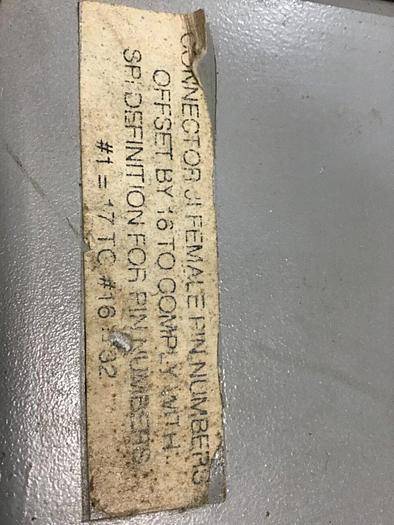 CONNECTOR J1 FEMALE PIN NUMBERS
OFFSET BY 16 TO COMPLY WITH
SPI DEFINITION FOR PIN NUMBERS
#1 = 17 TO #16 = 32